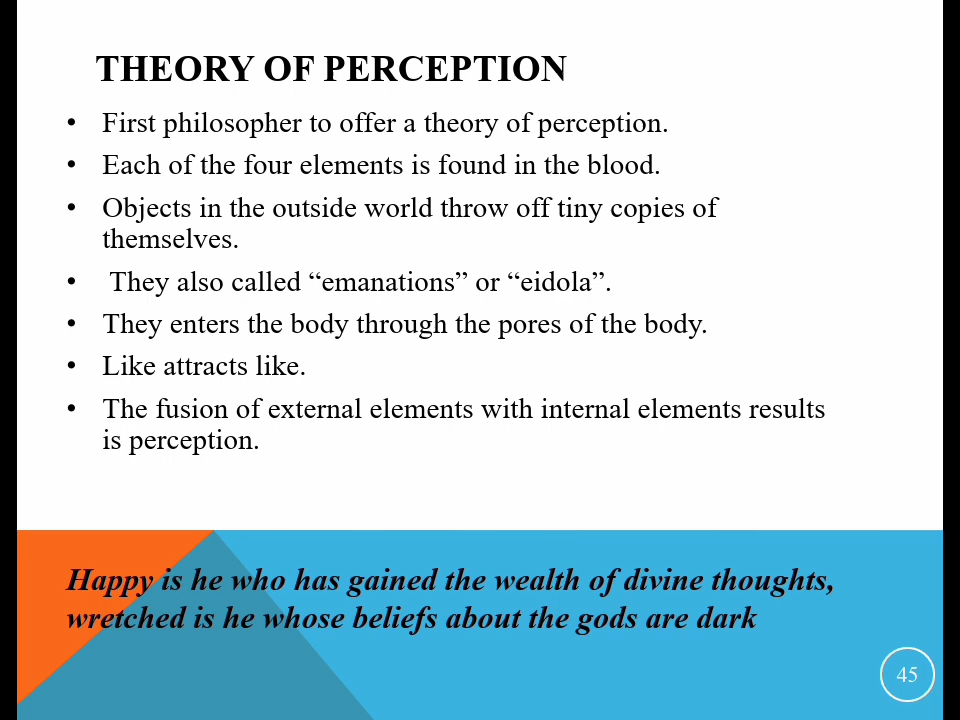 THEORY OF PERCEPTION
• First philosopher to offer a theory of perception.
• Each of the four elements is found in the blood.
• Objects in the outside world throw off tiny copies of
themselves.
• They also called “emanations” or “eidola”.
• They enters the body through the pores of the body.
• Like attracts like.
• The fusion of external elements with internal elements results
is perception.
Happy is he who has gained the wealth of divine thoughts,
wretched is he whose beliefs about the gods are dark
45